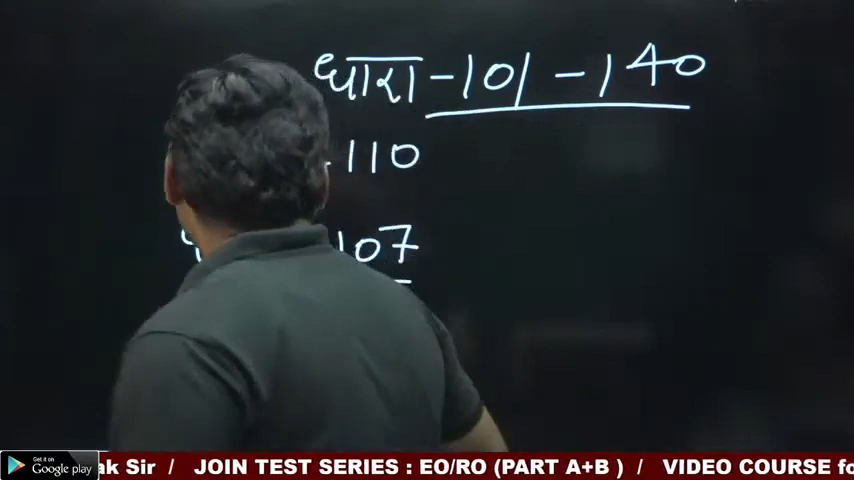 धारा - 101 - 140
110
107
GET IT ON
Google play
ak Sir / JOIN TEST SERIES : EO/RO (PART A+B ) / VIDEO COURSE fo